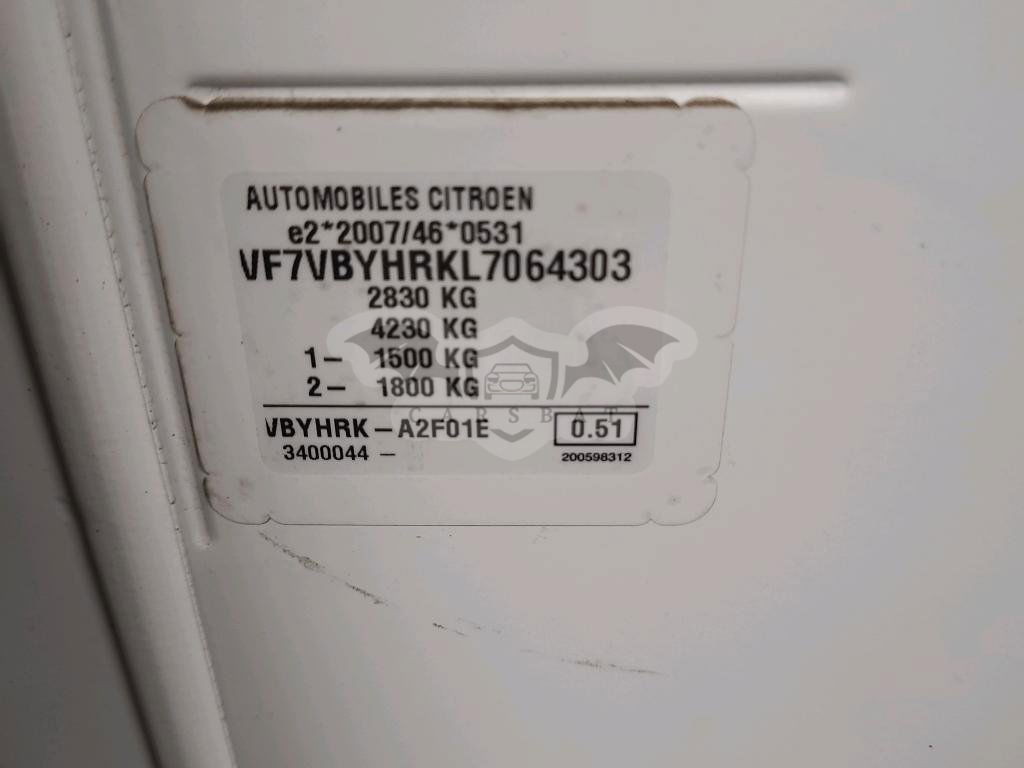 AUTOMOBILES CITROEN
e2*2007/46*0531
VF7VBYHRKL7064303
2830 KG
4230 KG
1- 1500 KG
2- 1800 KG
CARSBAT
VBYHRK-A2F01E 0.51
3400044 - 200598312